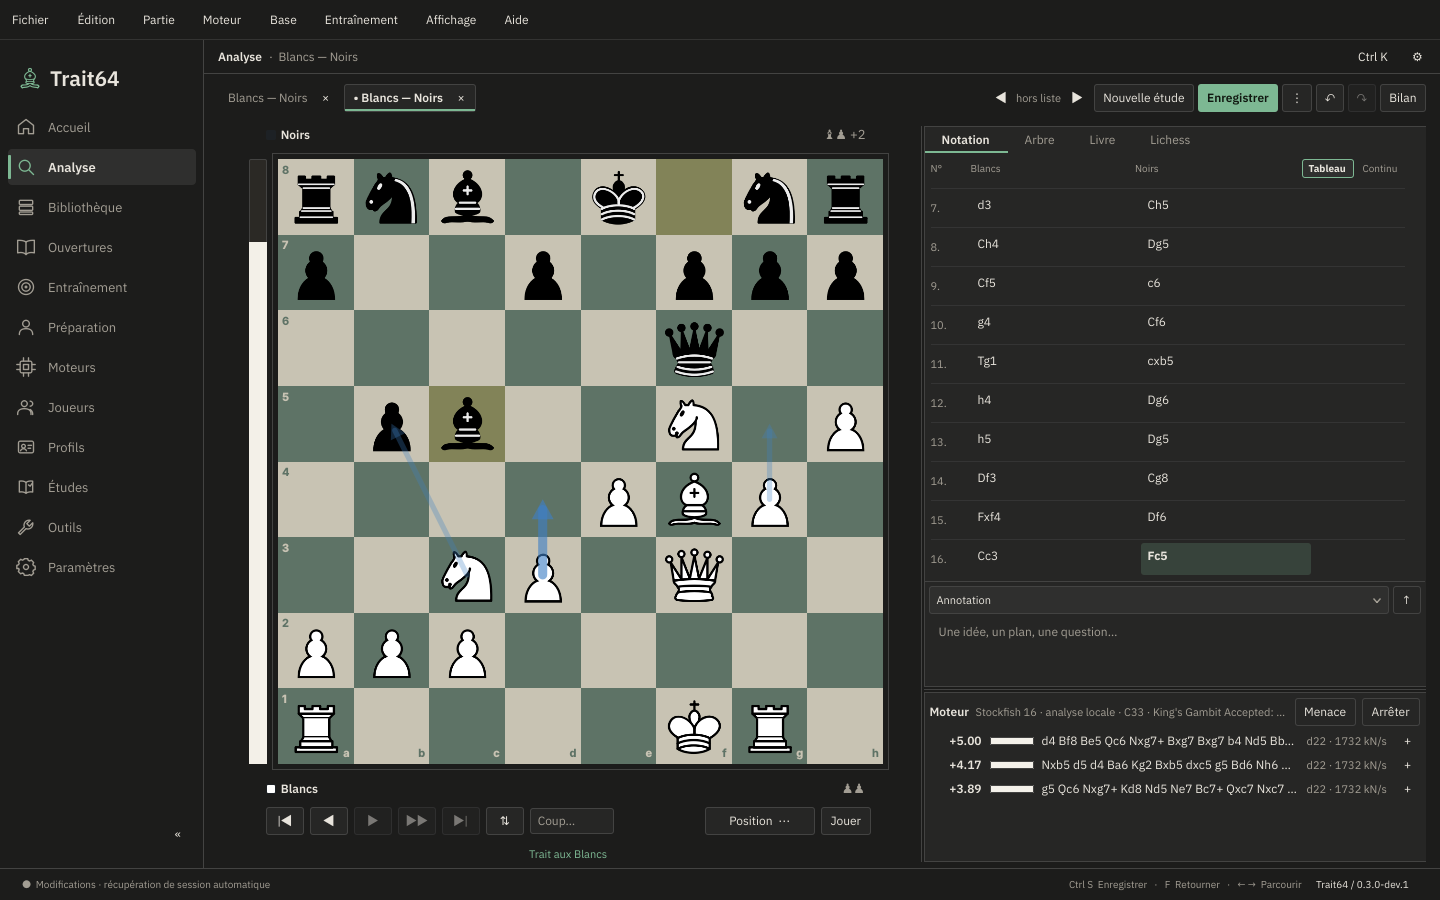 Fichier Édition Partie Moteur Base Entraînement Affichage Aide
Trait64
Analyse · Blancs — Noirs Ctrl K
Blancs — Noirs × • Blancs — Noirs × hors liste Nouvelle étude Enregistrer Bilan
Accueil
Analyse
Bibliothèque
Ouvertures
Entraînement
Préparation
Moteurs
Joueurs
Profils
Études
Outils
Paramètres
«
Noirs +2
8
7
6
5
4
3
2
1
a b c d e f g h
Blancs
Coup... Position ··· Jouer
Trait aux Blancs
Notation Arbre Livre Lichess
N° Blancs Noirs Tableau Continu
7. d3 Ch5
8. Ch4 Dg5
9. Cf5 c6
10. g4 Cf6
11. Tg1 cxb5
12. h4 Dg6
13. h5 Dg5
14. Df3 Cg8
15. Fxf4 Df6
16. Cc3 Fc5
Annotation ↑
Une idée, un plan, une question...
Moteur Stockfish 16 · analyse locale · C33 · King's Gambit Accepted: ... Menace Arrêter
+5.00 d4 Bf8 Be5 Qc6 Nxg7+ Bxg7 Bxg7 b4 Nd5 Bb... d22 · 1732 kN/s +
+4.17 Nxb5 d5 d4 Ba6 Kg2 Bxb5 dxc5 g5 Bd6 Nh6 ... d22 · 1732 kN/s +
+3.89 g5 Qc6 Nxg7+ Kd8 Nd5 Ne7 Bc7+ Qxc7 Nxc7 ... d22 · 1732 kN/s +
● Modifications · récupération de session automatique Ctrl S Enregistrer · F Retourner · ←→ Parcourir Trait64 / 0.3.0-dev.1